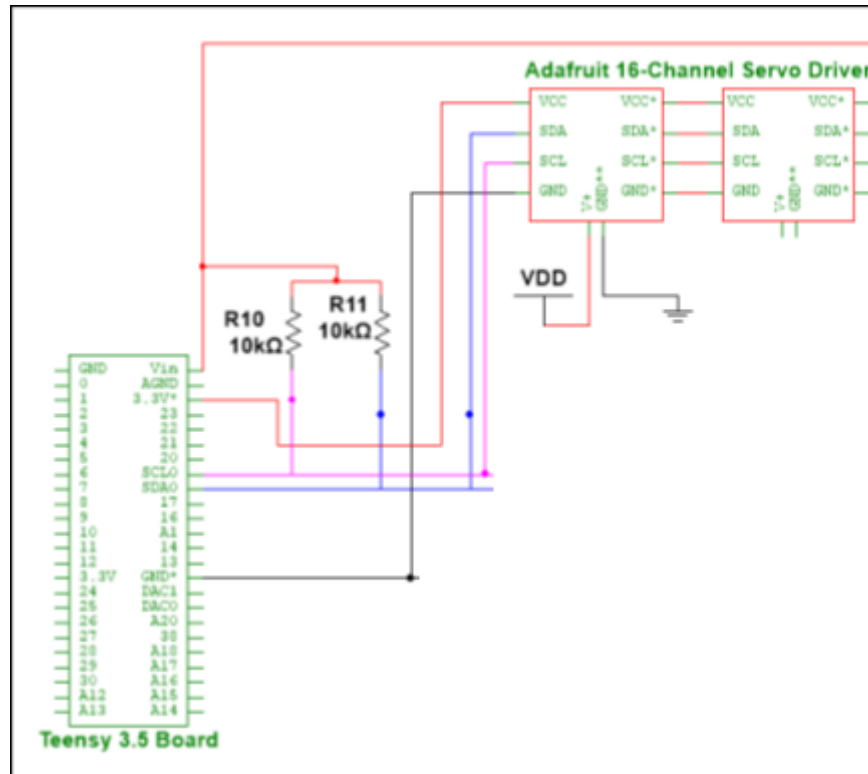 Adafruit 16-Channel Servo Driver
VCC VCC* VCC VCC*
SDA SDA* SDA SDA*
SCL SCL* SCL SCL*
GND GND* GND GND*
V+ GND** V+ GND**
VDD
R10 10kΩ
R11 10kΩ
GND Vin
0 AGND
1 3.3V*
2 23
3 22
4 21
5 20
6 SCL0
7 SDA0
8 17
9 16
10 A1
11 14
12 13
3.3V GND*
24 DAC1
25 DAC0
26 A20
27 38
28 A18
29 A17
30 A16
A12 A15
A13 A14
Teensy 3.5 Board